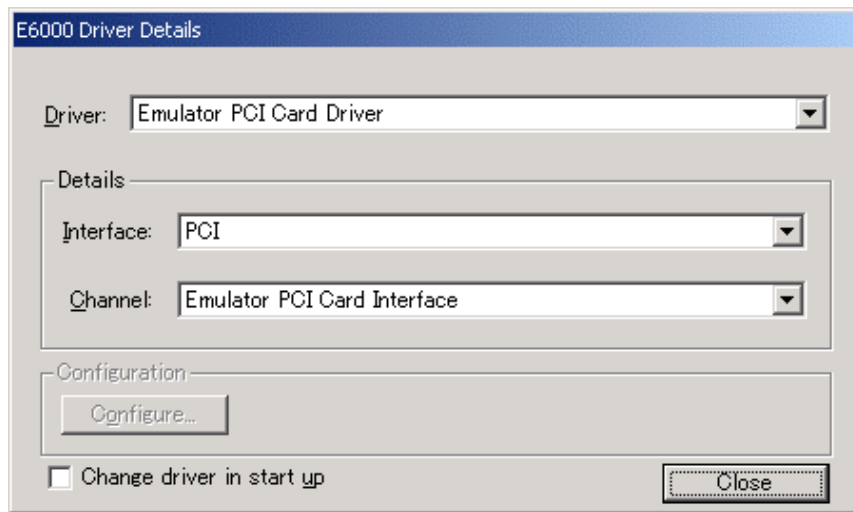 E6000 Driver Details
Driver: Emulator PCI Card Driver
Details
Interface: PCI
Channel: Emulator PCI Card Interface
Configuration
Configure...
Change driver in start up
Close